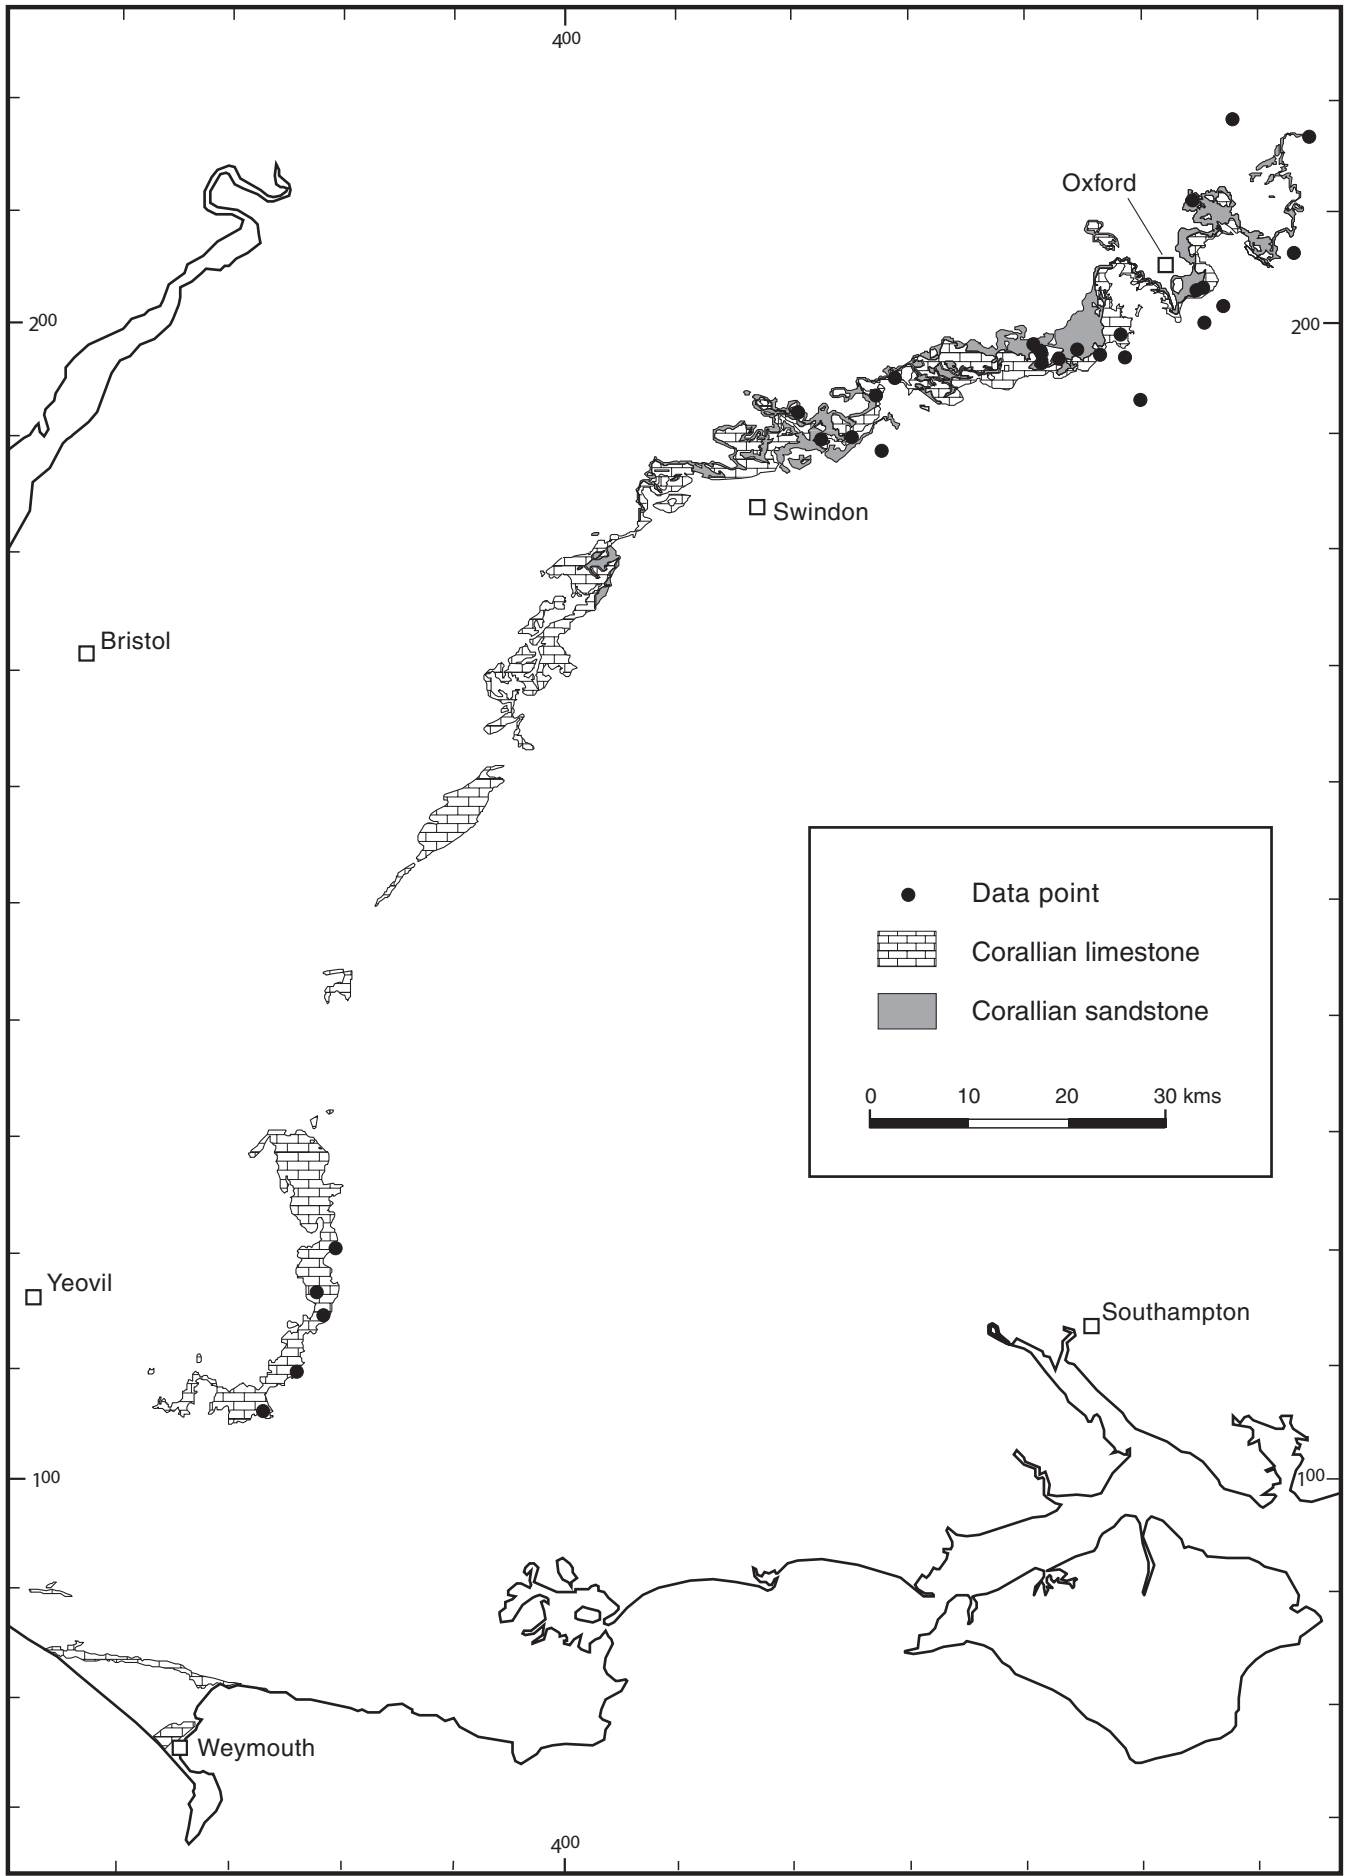 400
Oxford
200
200
Swindon
Bristol
Data point
Corallian limestone
Corallian sandstone
0 10 20 30 kms
Yeovil
Southampton
100
100
Weymouth
400